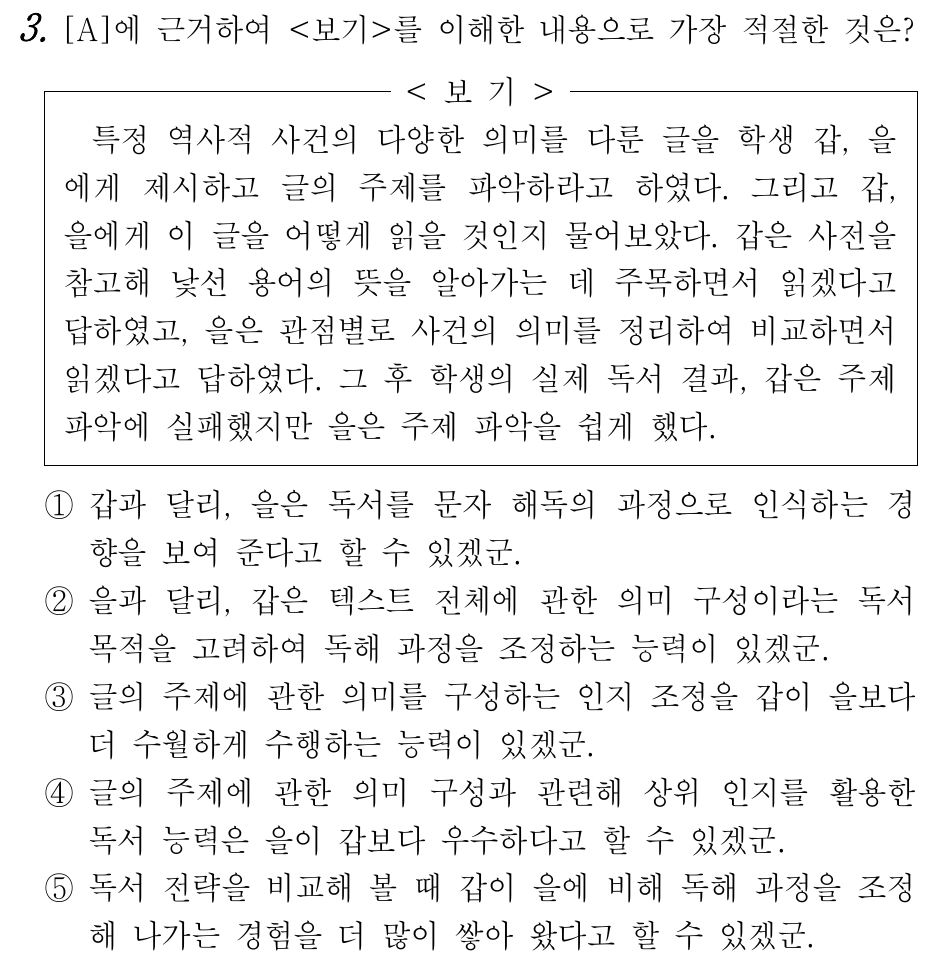 3. [A]에 근거하여 <보기>를 이해한 내용으로 가장 적절한 것은?
< 보 기 >
특정 역사적 사건의 다양한 의미를 다룬 글을 학생 갑, 을
에게 제시하고 글의 주제를 파악하라고 하였다. 그리고 갑,
을에게 이 글을 어떻게 읽을 것인지 물어보았다. 갑은 사전을
참고해 낯선 용어의 뜻을 알아가는 데 주목하면서 읽겠다고
답하였고, 을은 관점별로 사건의 의미를 정리하여 비교하면서
읽겠다고 답하였다. 그 후 학생의 실제 독서 결과, 갑은 주제
파악에 실패했지만 을은 주제 파악을 쉽게 했다.
① 갑과 달리, 을은 독서를 문자 해독의 과정으로 인식하는 경
향을 보여 준다고 할 수 있겠군.
② 을과 달리, 갑은 텍스트 전체에 관한 의미 구성이라는 독서
목적을 고려하여 독해 과정을 조정하는 능력이 있겠군.
③ 글의 주제에 관한 의미를 구성하는 인지 조정을 갑이 을보다
더 수월하게 수행하는 능력이 있겠군.
④ 글의 주제에 관한 의미 구성과 관련해 상위 인지를 활용한
독서 능력은 을이 갑보다 우수하다고 할 수 있겠군.
⑤ 독서 전략을 비교해 볼 때 갑이 을에 비해 독해 과정을 조정
해 나가는 경험을 더 많이 쌓아 왔다고 할 수 있겠군.